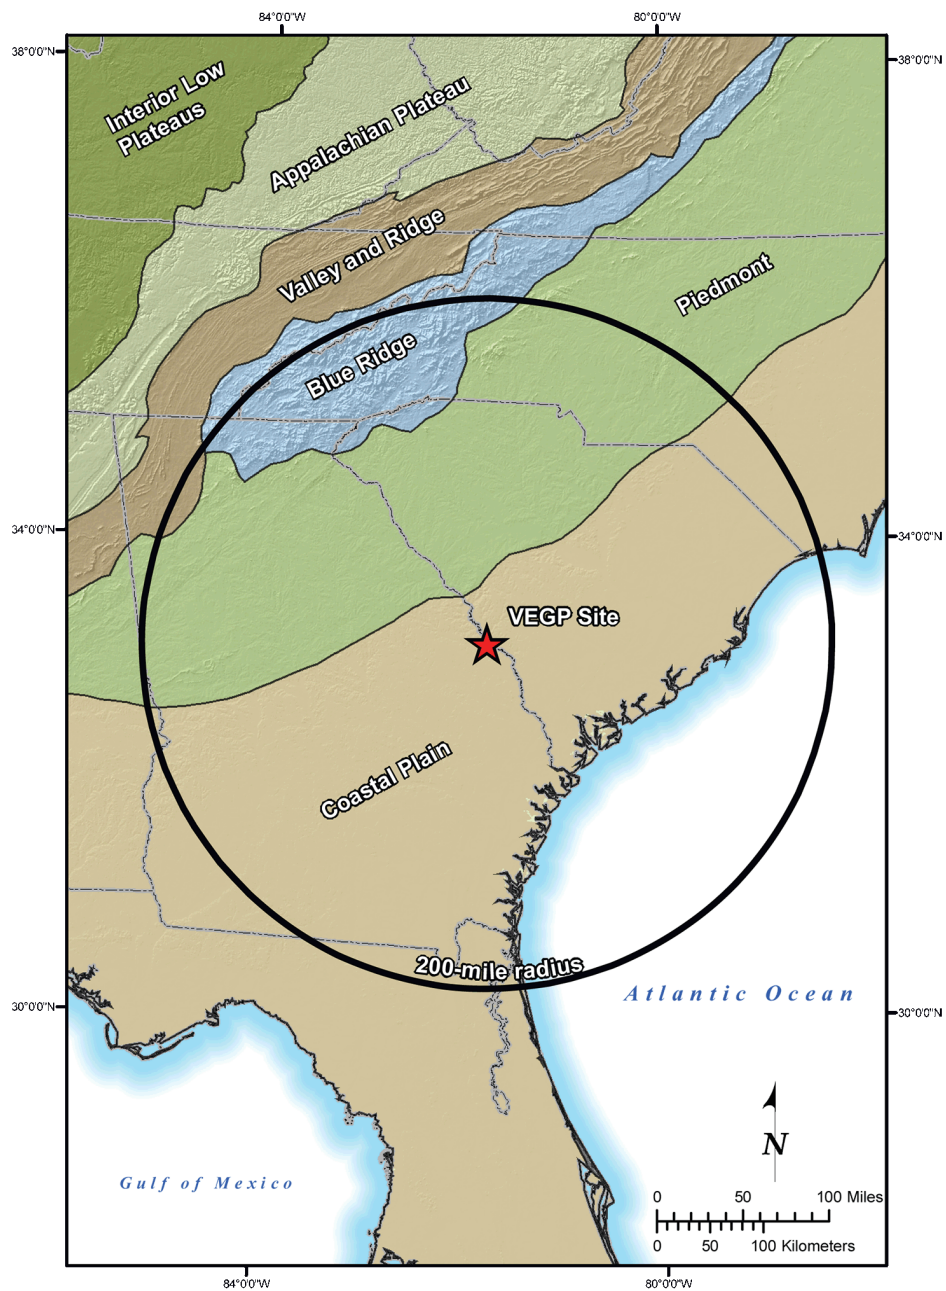 84°0'0"W
80°0'0"W
38°0'0"N
38°0'0"N
Interior Low
Plateaus
Appalachian Plateau
Valley and Ridge
Piedmont
Blue Ridge
34°0'0"N
34°0'0"N
VEGP Site
Coastal Plain
200-mile radius
Atlantic Ocean
30°0'0"N
30°0'0"N
N
Gulf of Mexico
0 50 100 Miles
0 50 100 Kilometers
84°0'0"W
80°0'0"W